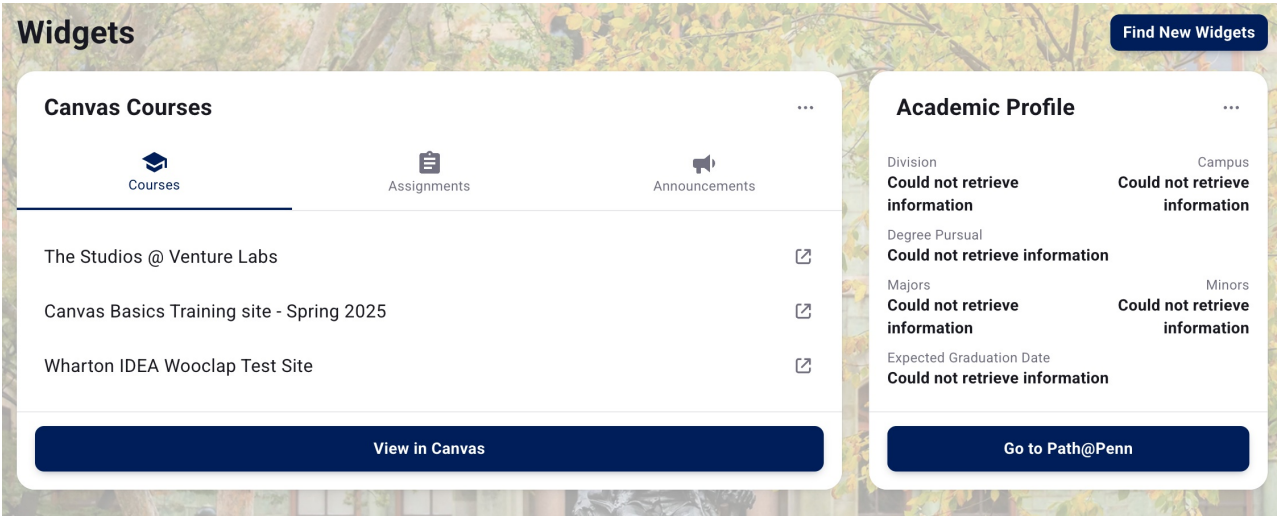 Widgets
Find New Widgets
Canvas Courses
Courses
Assignments
Announcements
The Studios @ Venture Labs
Canvas Basics Training site - Spring 2025
Wharton IDEA Wooclap Test Site
View in Canvas
Academic Profile
Division
Could not retrieve
information
Campus
Could not retrieve
information
Degree Pursual
Could not retrieve information
Majors
Could not retrieve
information
Minors
Could not retrieve
information
Expected Graduation Date
Could not retrieve information
Go to Path@Penn